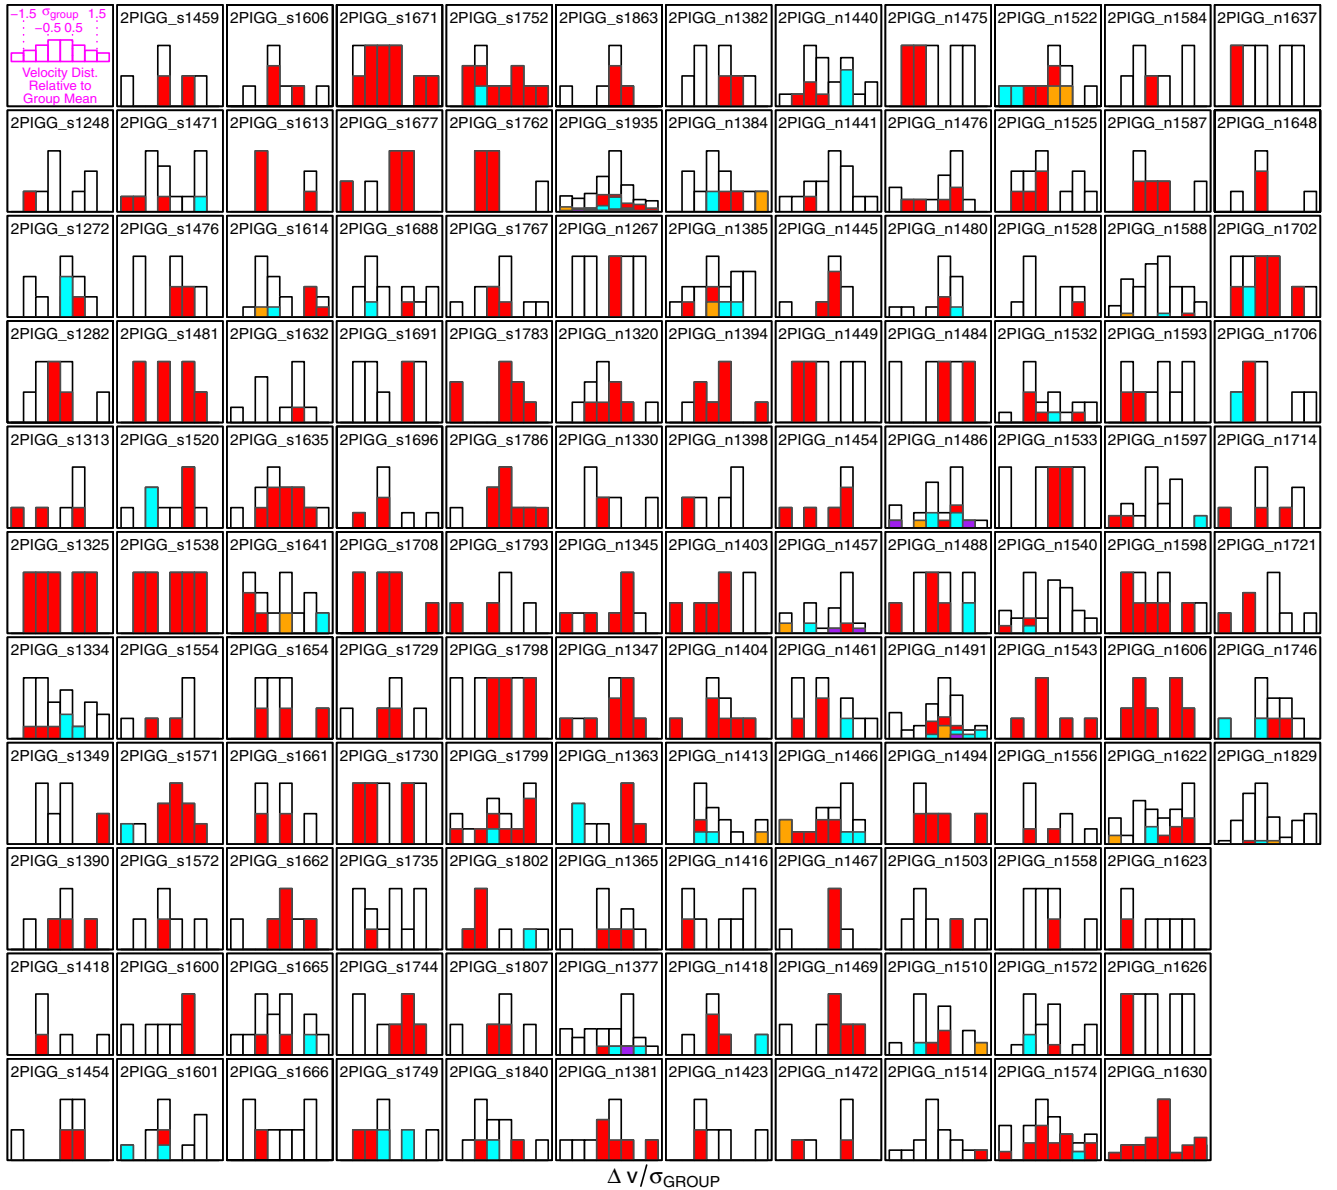 −1.5 σgroup 1.5
−0.5 0.5
Velocity Dist.
Relative to
Group Mean
2PIGG_s1459 2PIGG_s1606 2PIGG_s1671 2PIGG_s1752 2PIGG_s1863 2PIGG_n1382 2PIGG_n1440 2PIGG_n1475 2PIGG_n1522 2PIGG_n1584 2PIGG_n1637
2PIGG_s1248 2PIGG_s1471 2PIGG_s1613 2PIGG_s1677 2PIGG_s1762 2PIGG_s1935 2PIGG_n1384 2PIGG_n1441 2PIGG_n1476 2PIGG_n1525 2PIGG_n1587 2PIGG_n1648
2PIGG_s1272 2PIGG_s1476 2PIGG_s1614 2PIGG_s1688 2PIGG_s1767 2PIGG_n1267 2PIGG_n1385 2PIGG_n1445 2PIGG_n1480 2PIGG_n1528 2PIGG_n1588 2PIGG_n1702
2PIGG_s1282 2PIGG_s1481 2PIGG_s1632 2PIGG_s1691 2PIGG_s1783 2PIGG_n1320 2PIGG_n1394 2PIGG_n1449 2PIGG_n1484 2PIGG_n1532 2PIGG_n1593 2PIGG_n1706
2PIGG_s1313 2PIGG_s1520 2PIGG_s1635 2PIGG_s1696 2PIGG_s1786 2PIGG_n1330 2PIGG_n1398 2PIGG_n1454 2PIGG_n1486 2PIGG_n1533 2PIGG_n1597 2PIGG_n1714
2PIGG_s1325 2PIGG_s1538 2PIGG_s1641 2PIGG_s1708 2PIGG_s1793 2PIGG_n1345 2PIGG_n1403 2PIGG_n1457 2PIGG_n1488 2PIGG_n1540 2PIGG_n1598 2PIGG_n1721
2PIGG_s1334 2PIGG_s1554 2PIGG_s1654 2PIGG_s1729 2PIGG_s1798 2PIGG_n1347 2PIGG_n1404 2PIGG_n1461 2PIGG_n1491 2PIGG_n1543 2PIGG_n1606 2PIGG_n1746
2PIGG_s1349 2PIGG_s1571 2PIGG_s1661 2PIGG_s1730 2PIGG_s1799 2PIGG_n1363 2PIGG_n1413 2PIGG_n1466 2PIGG_n1494 2PIGG_n1556 2PIGG_n1622 2PIGG_n1829
2PIGG_s1390 2PIGG_s1572 2PIGG_s1662 2PIGG_s1735 2PIGG_s1802 2PIGG_n1365 2PIGG_n1416 2PIGG_n1467 2PIGG_n1503 2PIGG_n1558 2PIGG_n1623
2PIGG_s1418 2PIGG_s1600 2PIGG_s1665 2PIGG_s1744 2PIGG_s1807 2PIGG_n1377 2PIGG_n1418 2PIGG_n1469 2PIGG_n1510 2PIGG_n1572 2PIGG_n1626
2PIGG_s1454 2PIGG_s1601 2PIGG_s1666 2PIGG_s1749 2PIGG_s1840 2PIGG_n1381 2PIGG_n1423 2PIGG_n1472 2PIGG_n1514 2PIGG_n1574 2PIGG_n1630
Δ v/σGROUP